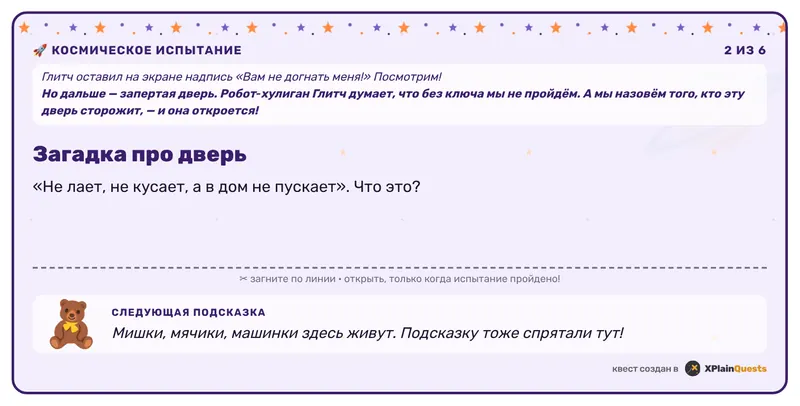 🚀 КОСМИЧЕСКОЕ ИСПЫТАНИЕ
2 ИЗ 6
Глитч оставил на экране надпись «Вам не догнать меня!» Посмотрим!
Но дальше — запертая дверь. Робот-хулиган Глитч думает, что без ключа мы не пройдём. А мы назовём того, кто эту
дверь сторожит, — и она откроется!
Загадка про дверь
«Не лает, не кусает, а в дом не пускает». Что это?
✂ загните по линии · открыть, только когда испытание пройдено!
СЛЕДУЮЩАЯ ПОДСКАЗКА
Мишки, мячики, машинки здесь живут. Подсказку тоже спрятали тут!
квест создан в XPlainQuests